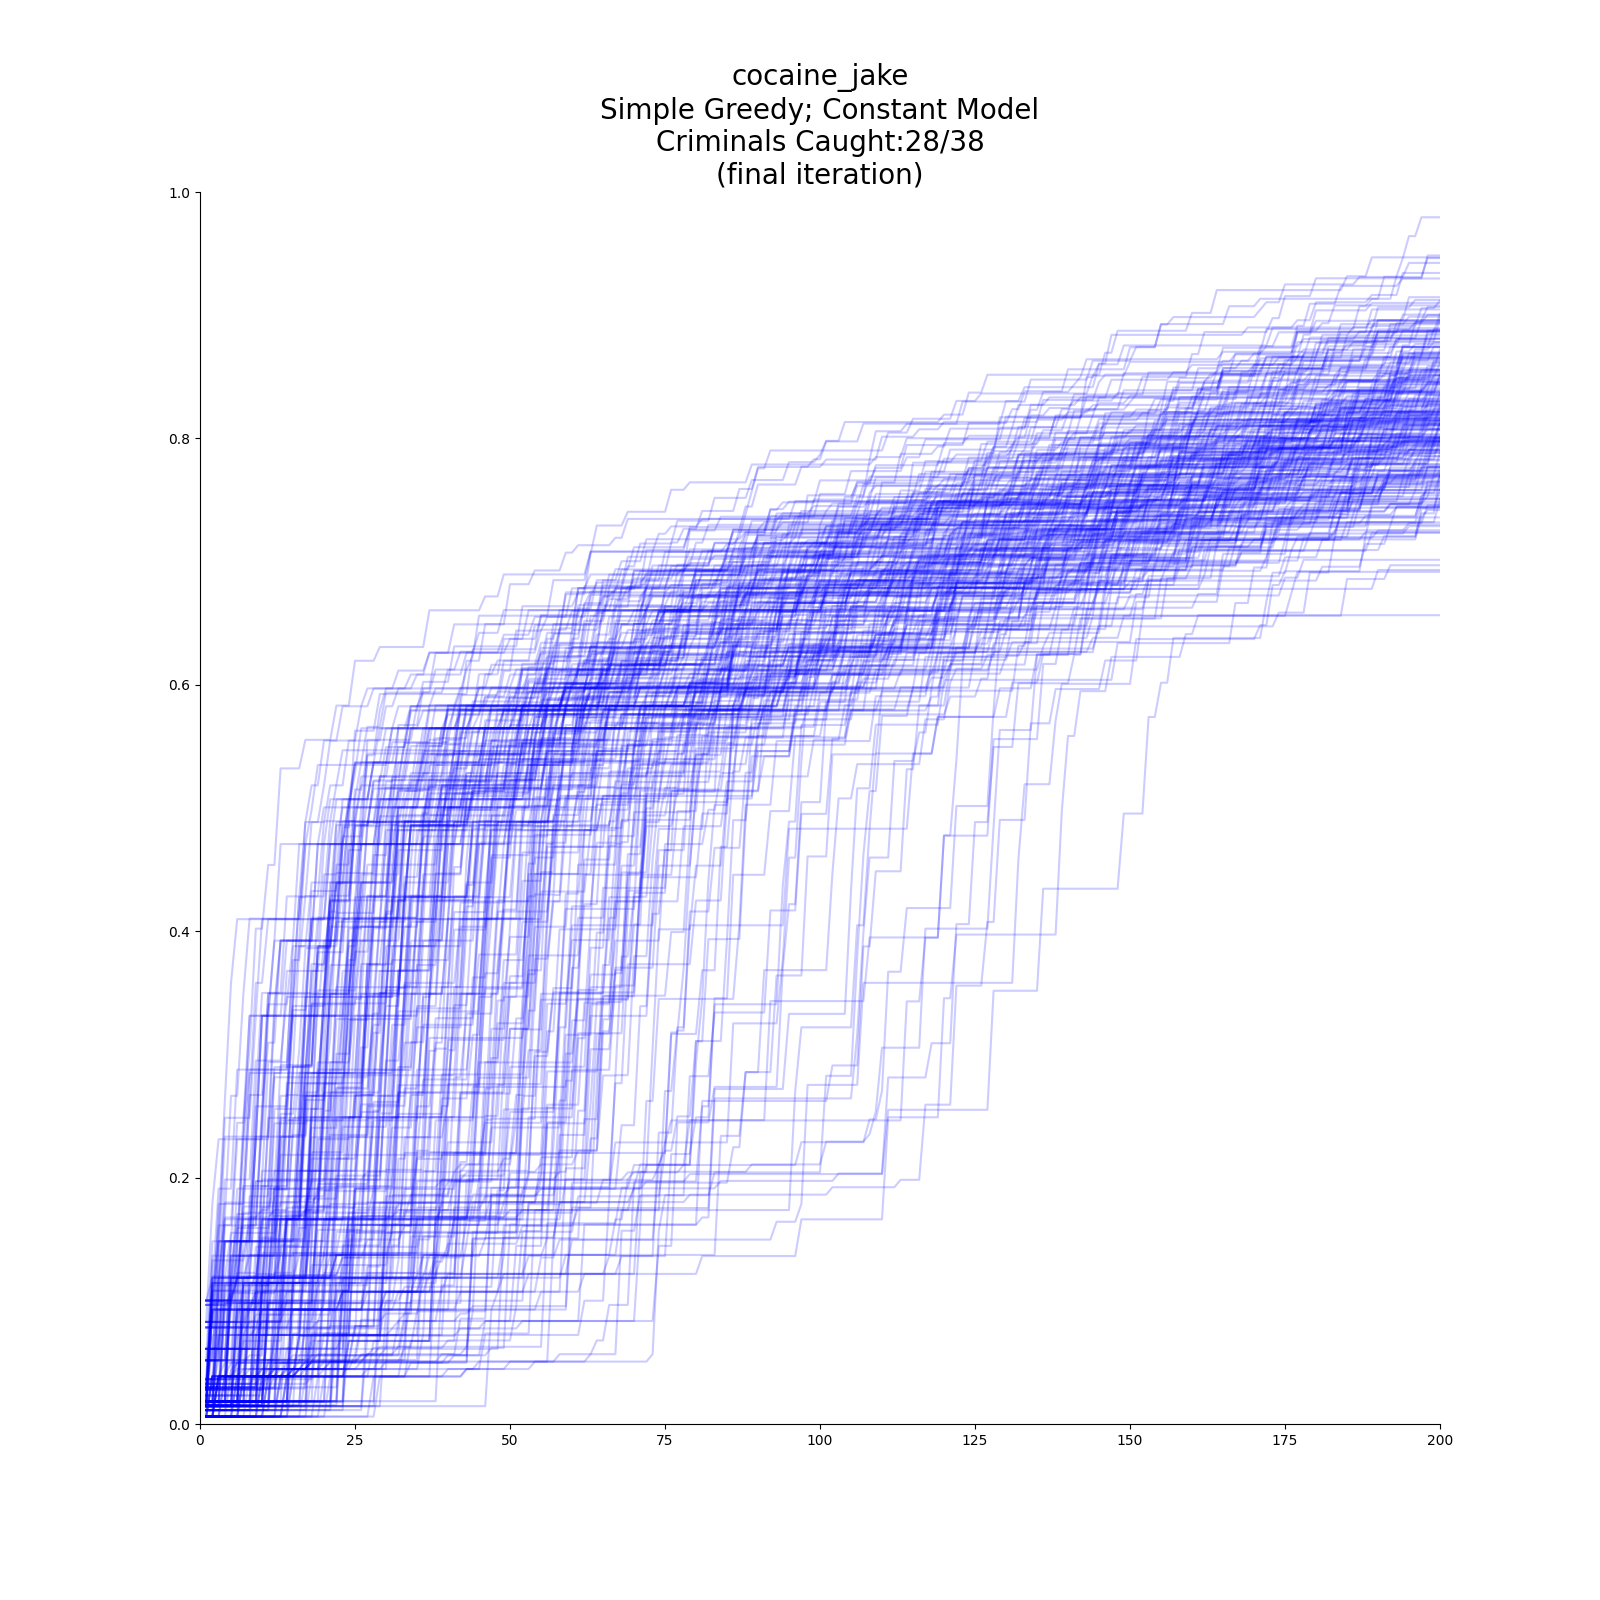 cocaine_jake
Simple Greedy; Constant Model
Criminals Caught:28/38
(final iteration)
1.0
0.8
0.6
0.4
0.2
0.0
0 25 50 75 100 125 150 175 200